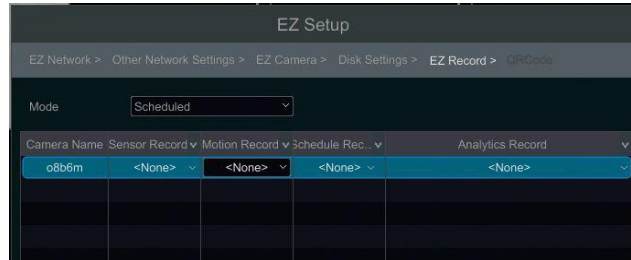 EZ Setup
EZ Network > Other Network Settings > EZ Camera > Disk Settings > EZ Record > QRCode
Mode Scheduled
Camera Name Sensor Record Motion Record Schedule Rec... Analytics Record
o8b6m <None> <None> <None> <None>